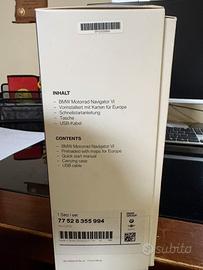 INHALT
- BMW Motorrad Navigator VI
- Vorinstalliert mit Karten für Europa
- Schnellstartanleitung
- Tasche
- USB-Kabel
CONTENTS
- BMW Motorrad Navigator VI
- Preloaded with maps for Europe
- Quick start manual
- Carrying case
- USB cable
1 Satz / set
77 52 8 355 994
subito